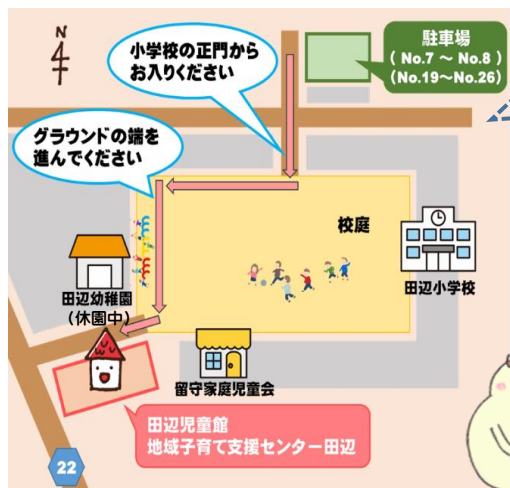 N
小学校の正門から
お入りください
駐車場
( No.7 ～ No.8 )
(No.19～No.26)
グラウンドの端を
進んでください
校庭
田辺小学校
田辺幼稚園
(休園中)
留守家庭児童会
田辺児童館
地域子育て支援センター田辺
22